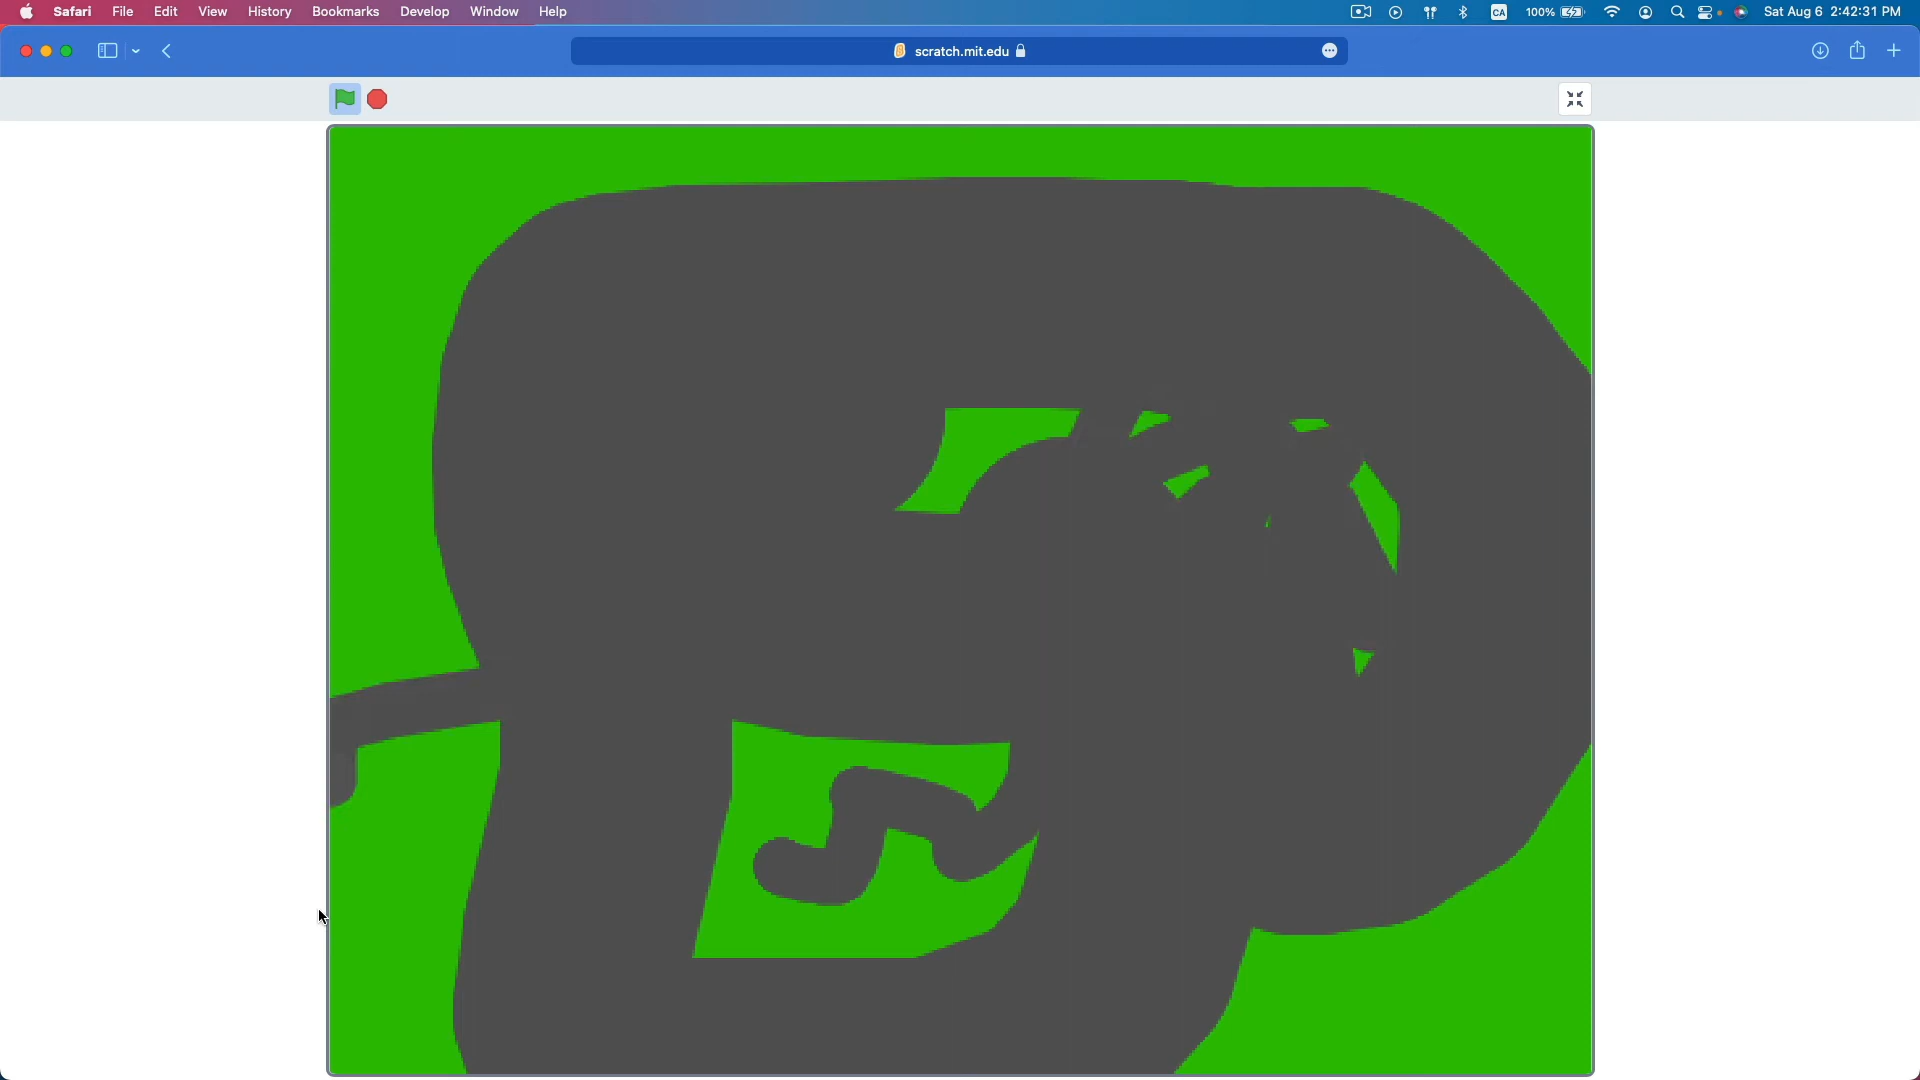 Safari File Edit View History Bookmarks Develop Window Help CA 100% Sat Aug 6 2:42:31 PM
scratch.mit.edu